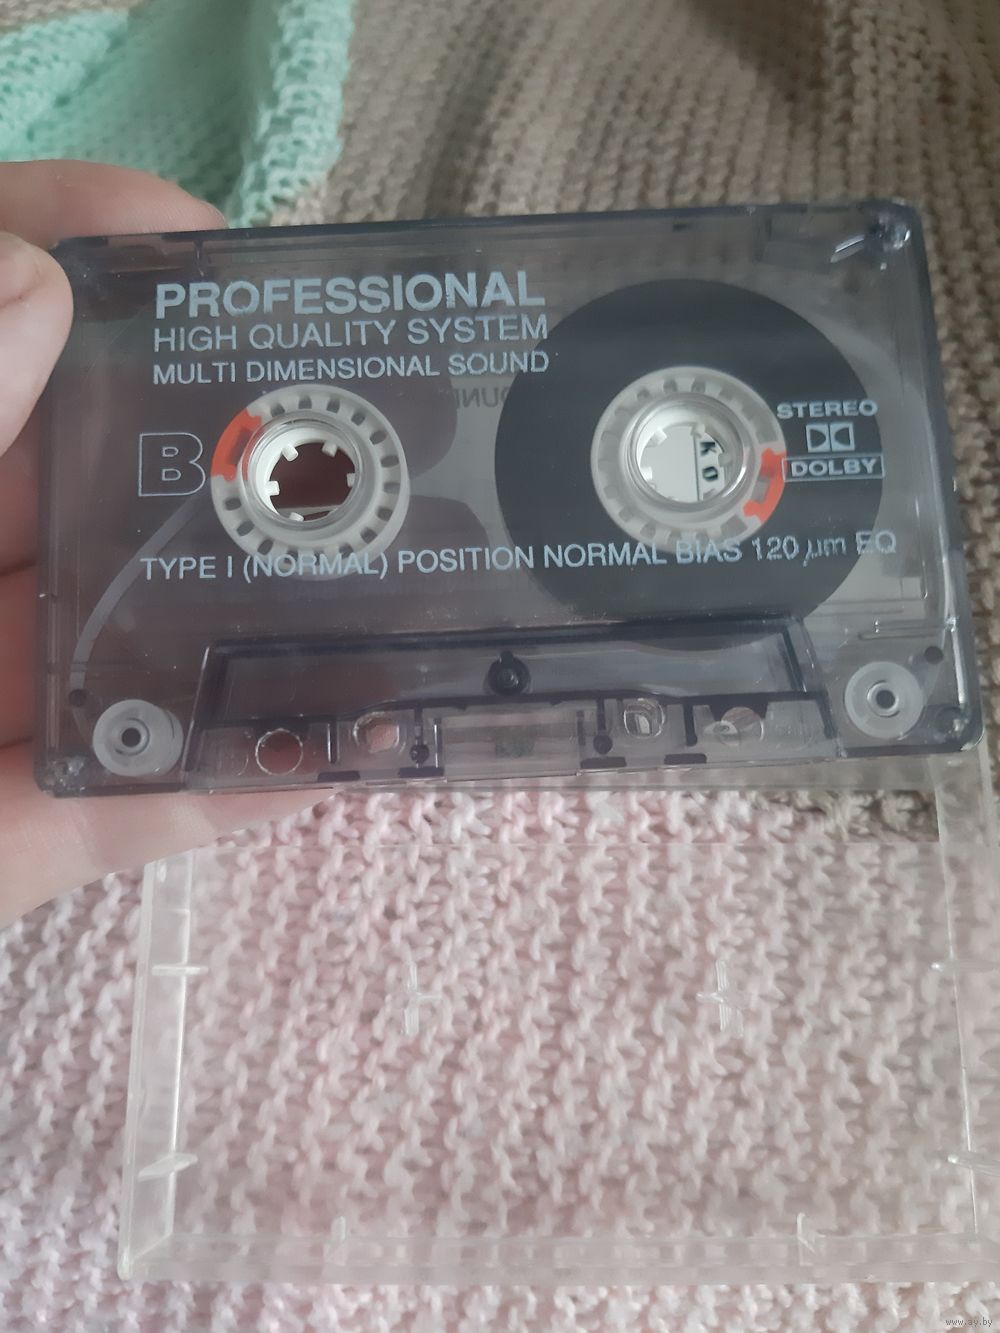 PROFESSIONAL
HIGH QUALITY SYSTEM
MULTI DIMENSIONAL SOUND
B
STEREO
DOLBY
TYPE I (NORMAL) POSITION NORMAL BIAS 120 µm EQ
www.ay.by